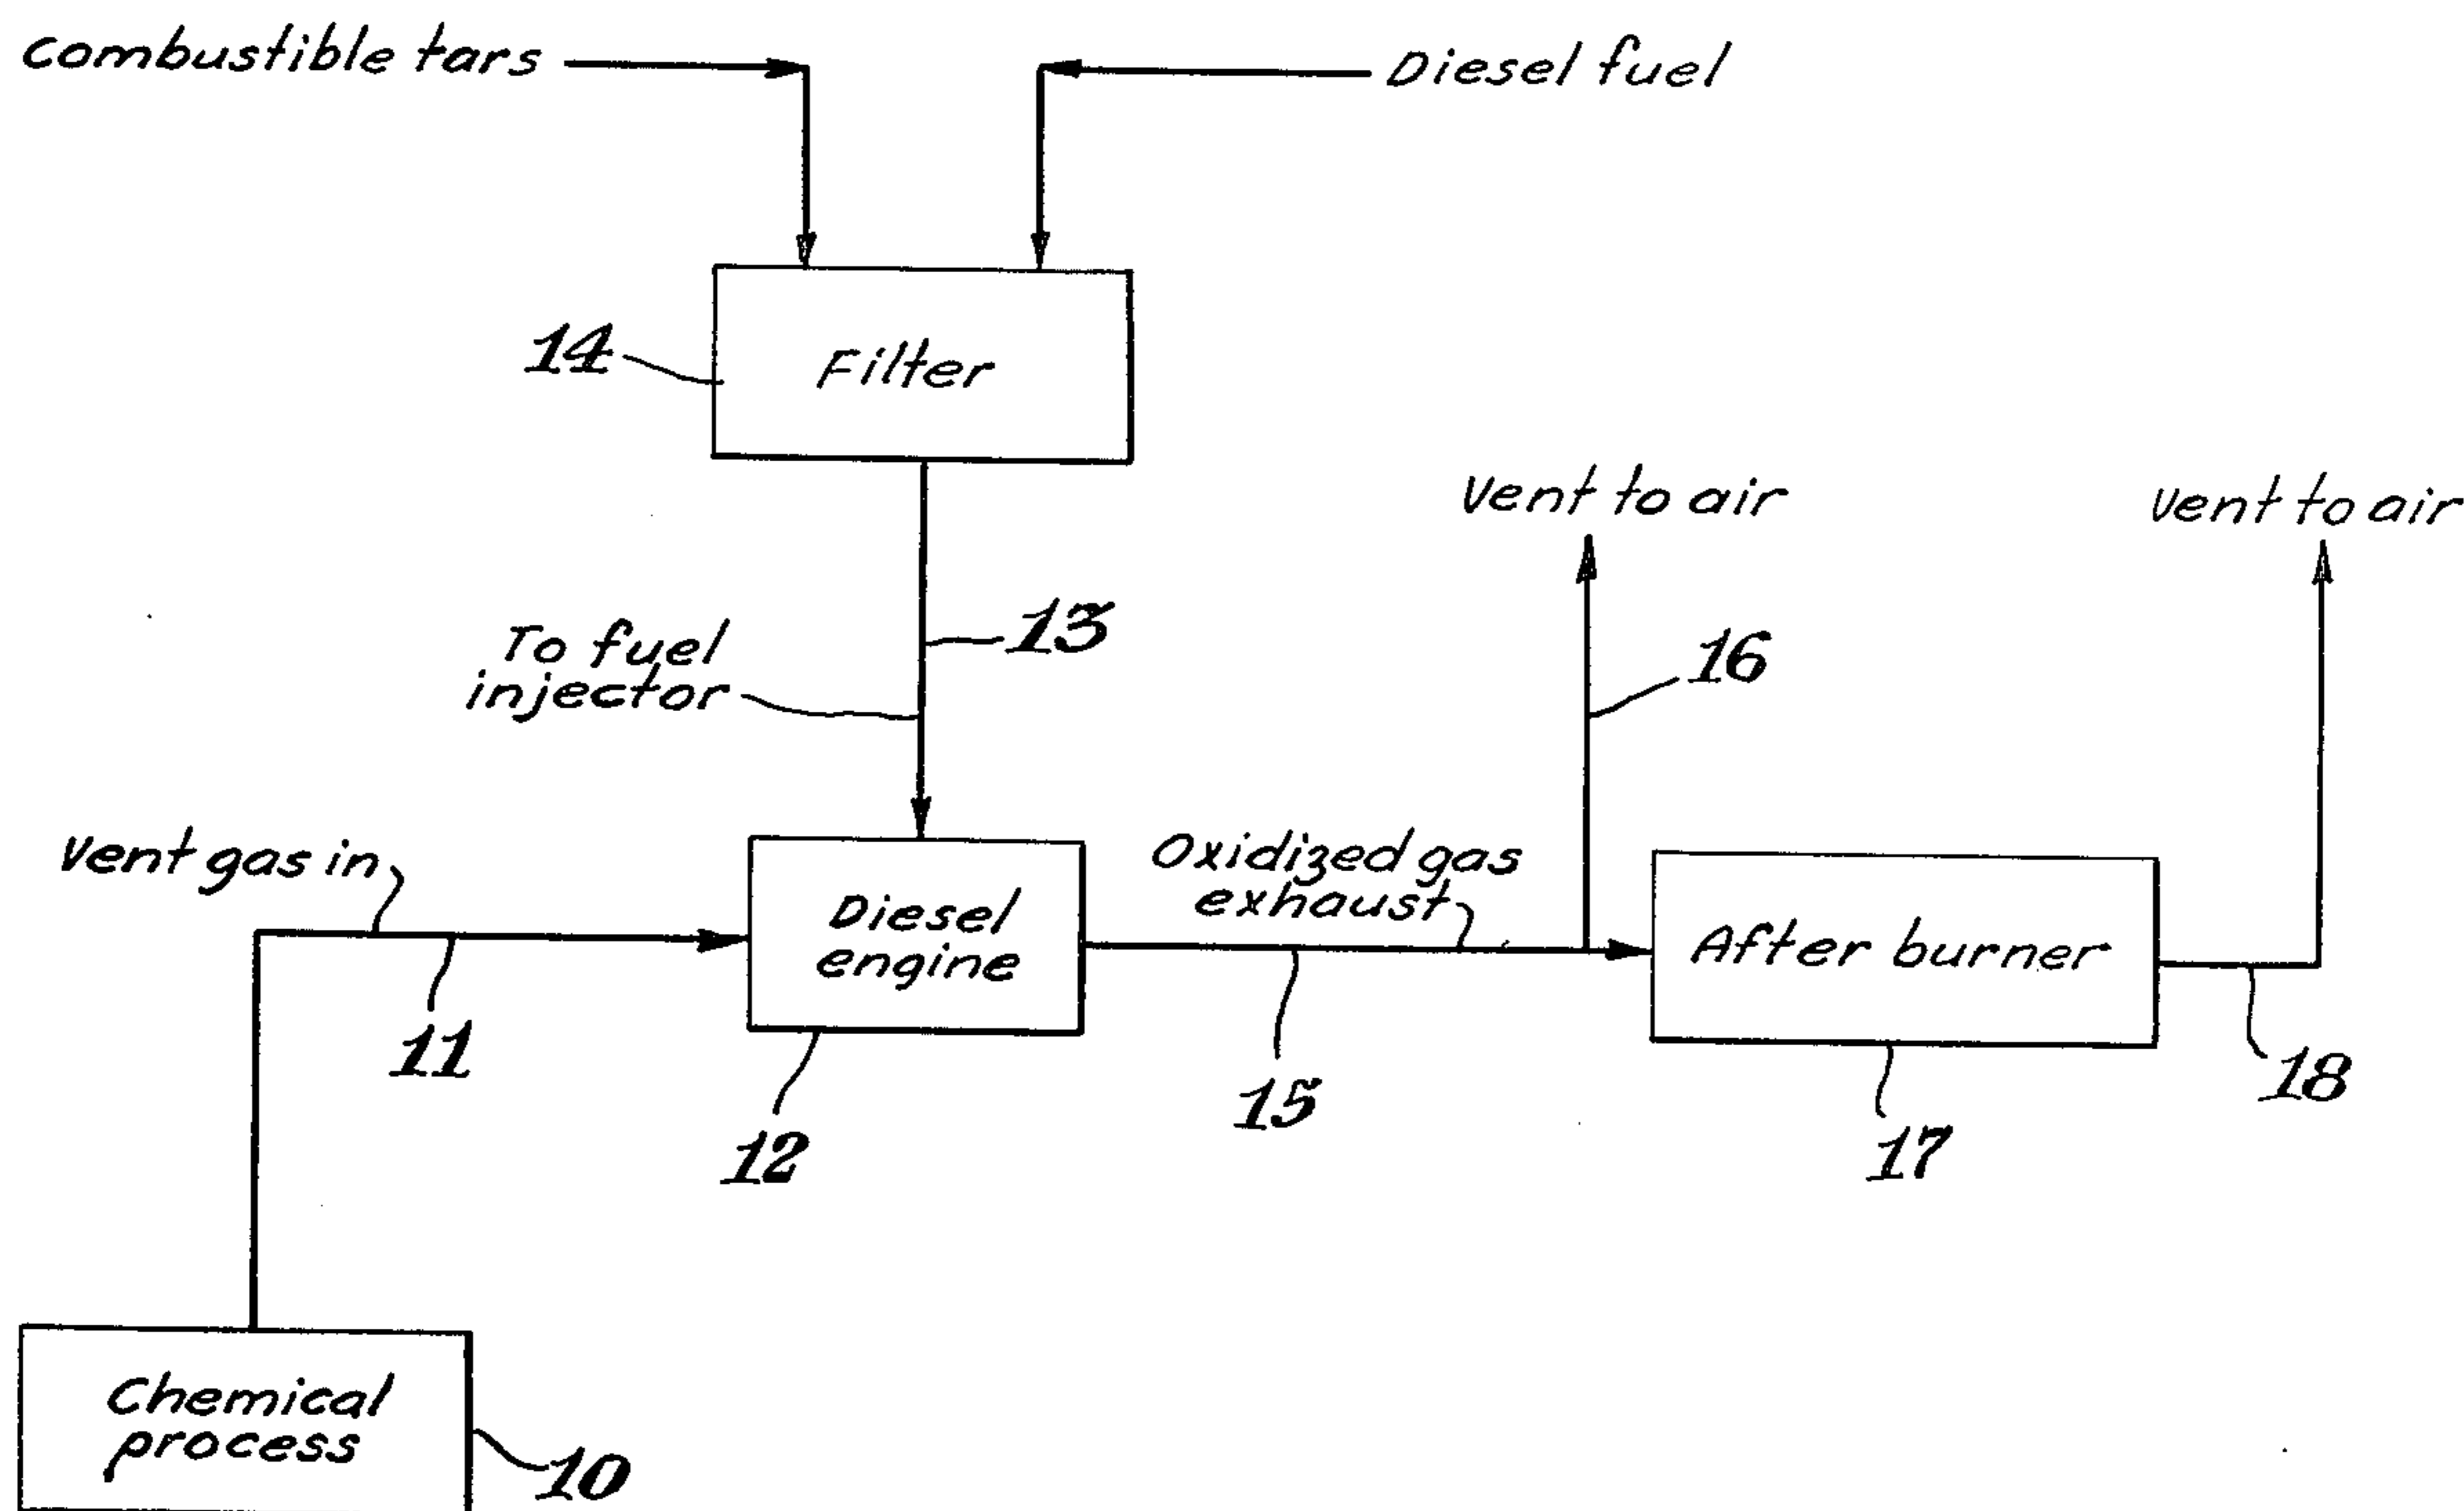 Combustible tars
Diesel fuel
14
Filter
Vent to air
Vent to air
To fuel
injector
13
16
Vent gas in
Oxidized gas
exhaust
Diesel
engine
After burner
11
12
15
17
18
Chemical
process
10